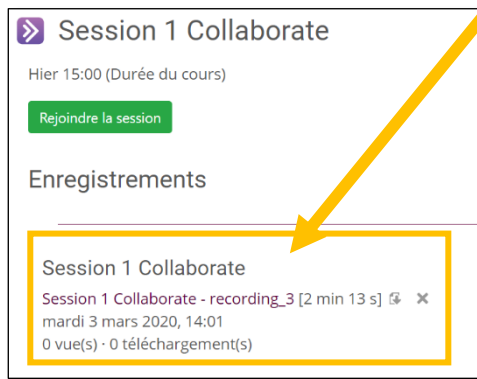 Session 1 Collaborate
Hier 15:00 (Durée du cours)
Rejoindre la session
Enregistrements
Session 1 Collaborate
Session 1 Collaborate - recording_3 [2 min 13 s]
mardi 3 mars 2020, 14:01
0 vue(s) · 0 téléchargement(s)